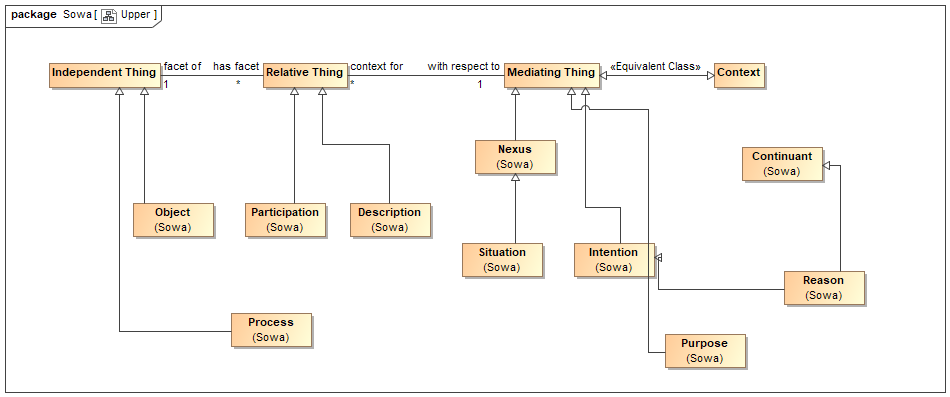 package Sowa [ Upper ]
facet of has facet context for with respect to «Equivalent Class»
Independent Thing Relative Thing Mediating Thing Context
1 * * 1
Nexus
(Sowa)
Continuant
(Sowa)
Object Participation Description
(Sowa) (Sowa) (Sowa)
Situation Intention
(Sowa) (Sowa)
Reason
(Sowa)
Process
(Sowa)
Purpose
(Sowa)